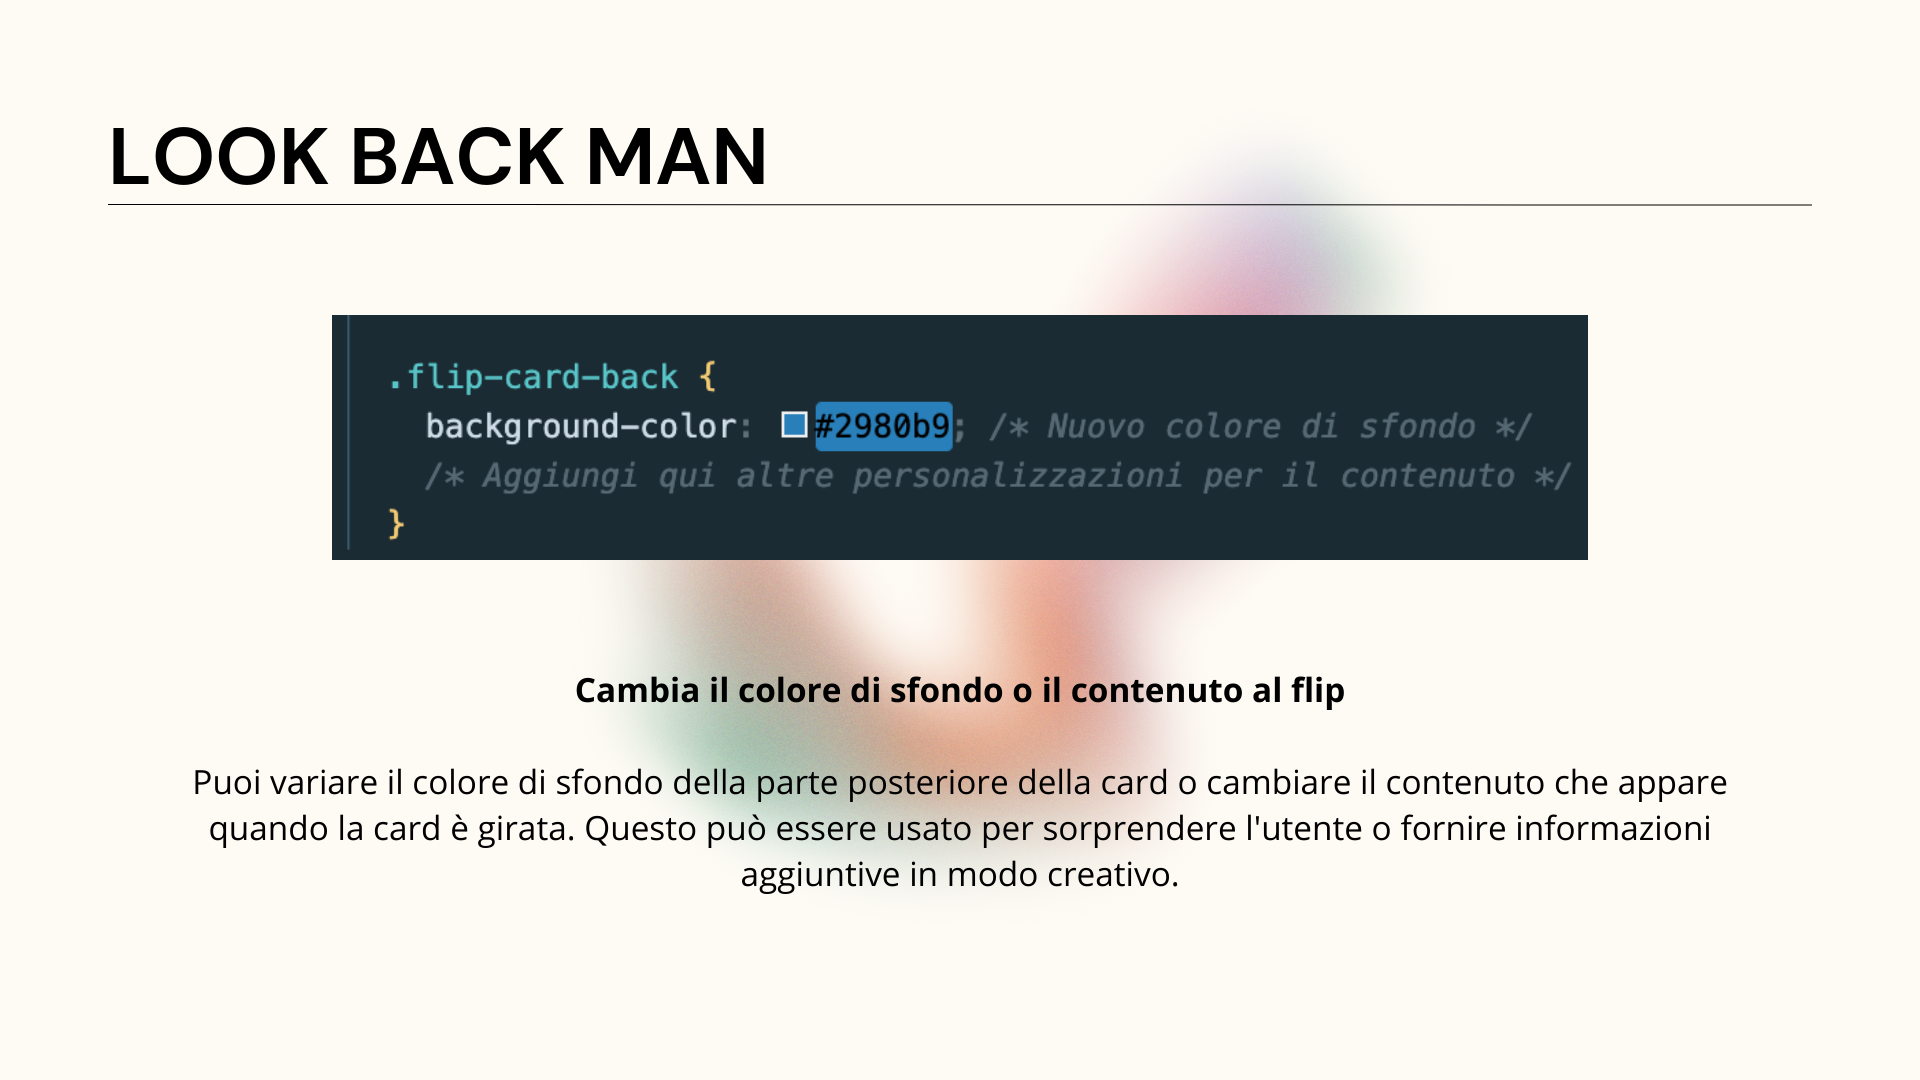 LOOK BACK MAN
.flip-card-back {
background-color: #2980b9; /* Nuovo colore di sfondo */
/* Aggiungi qui altre personalizzazioni per il contenuto */
}
Cambia il colore di sfondo o il contenuto al flip
Puoi variare il colore di sfondo della parte posteriore della card o cambiare il contenuto che appare
quando la card è girata. Questo può essere usato per sorprendere l'utente o fornire informazioni
aggiuntive in modo creativo.